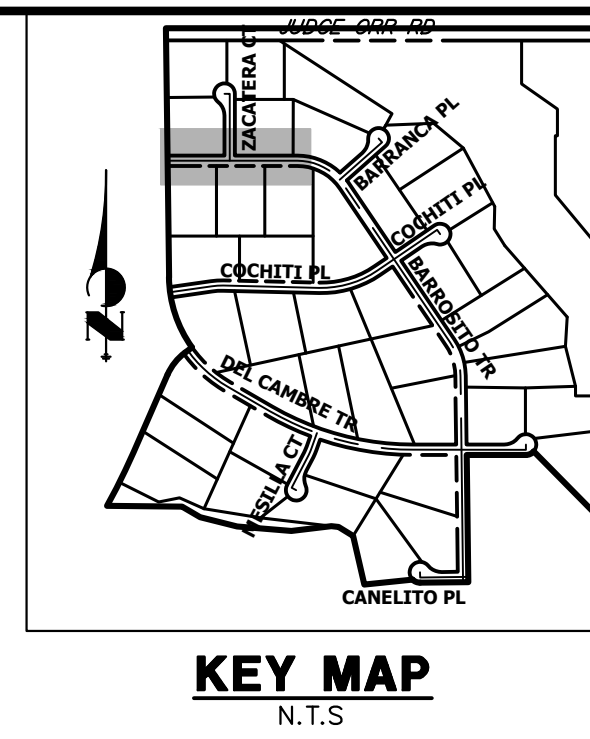 JUDGE ORR RD
ZACATERA CT
BARRANCA PL
COCHITI PL
COCHITI PL
BARROSITO TR
DEL CAMBRE TR
MESILLA CT
CANELITO PL
N
KEY MAP
N.T.S